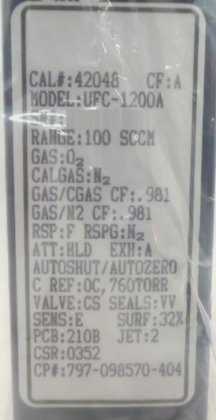 CAL#:42048 CF:A
MODEL:UFC-1200A
RANGE:100 SCCM
GAS:O₂
CALGAS:N₂
GAS/CGAS CF:.981
GAS/N2 CF:.981
RSP:F RSPG:N₂
ATT:HLD EXH:A
AUTOSHUT/AUTOZERO
C REF:0C,760TORR
VALVE:CS SEALS:VV
SENS:E SURF:32X
PCB:210B JET:2
CSR:0352
CP#:797-098570-404